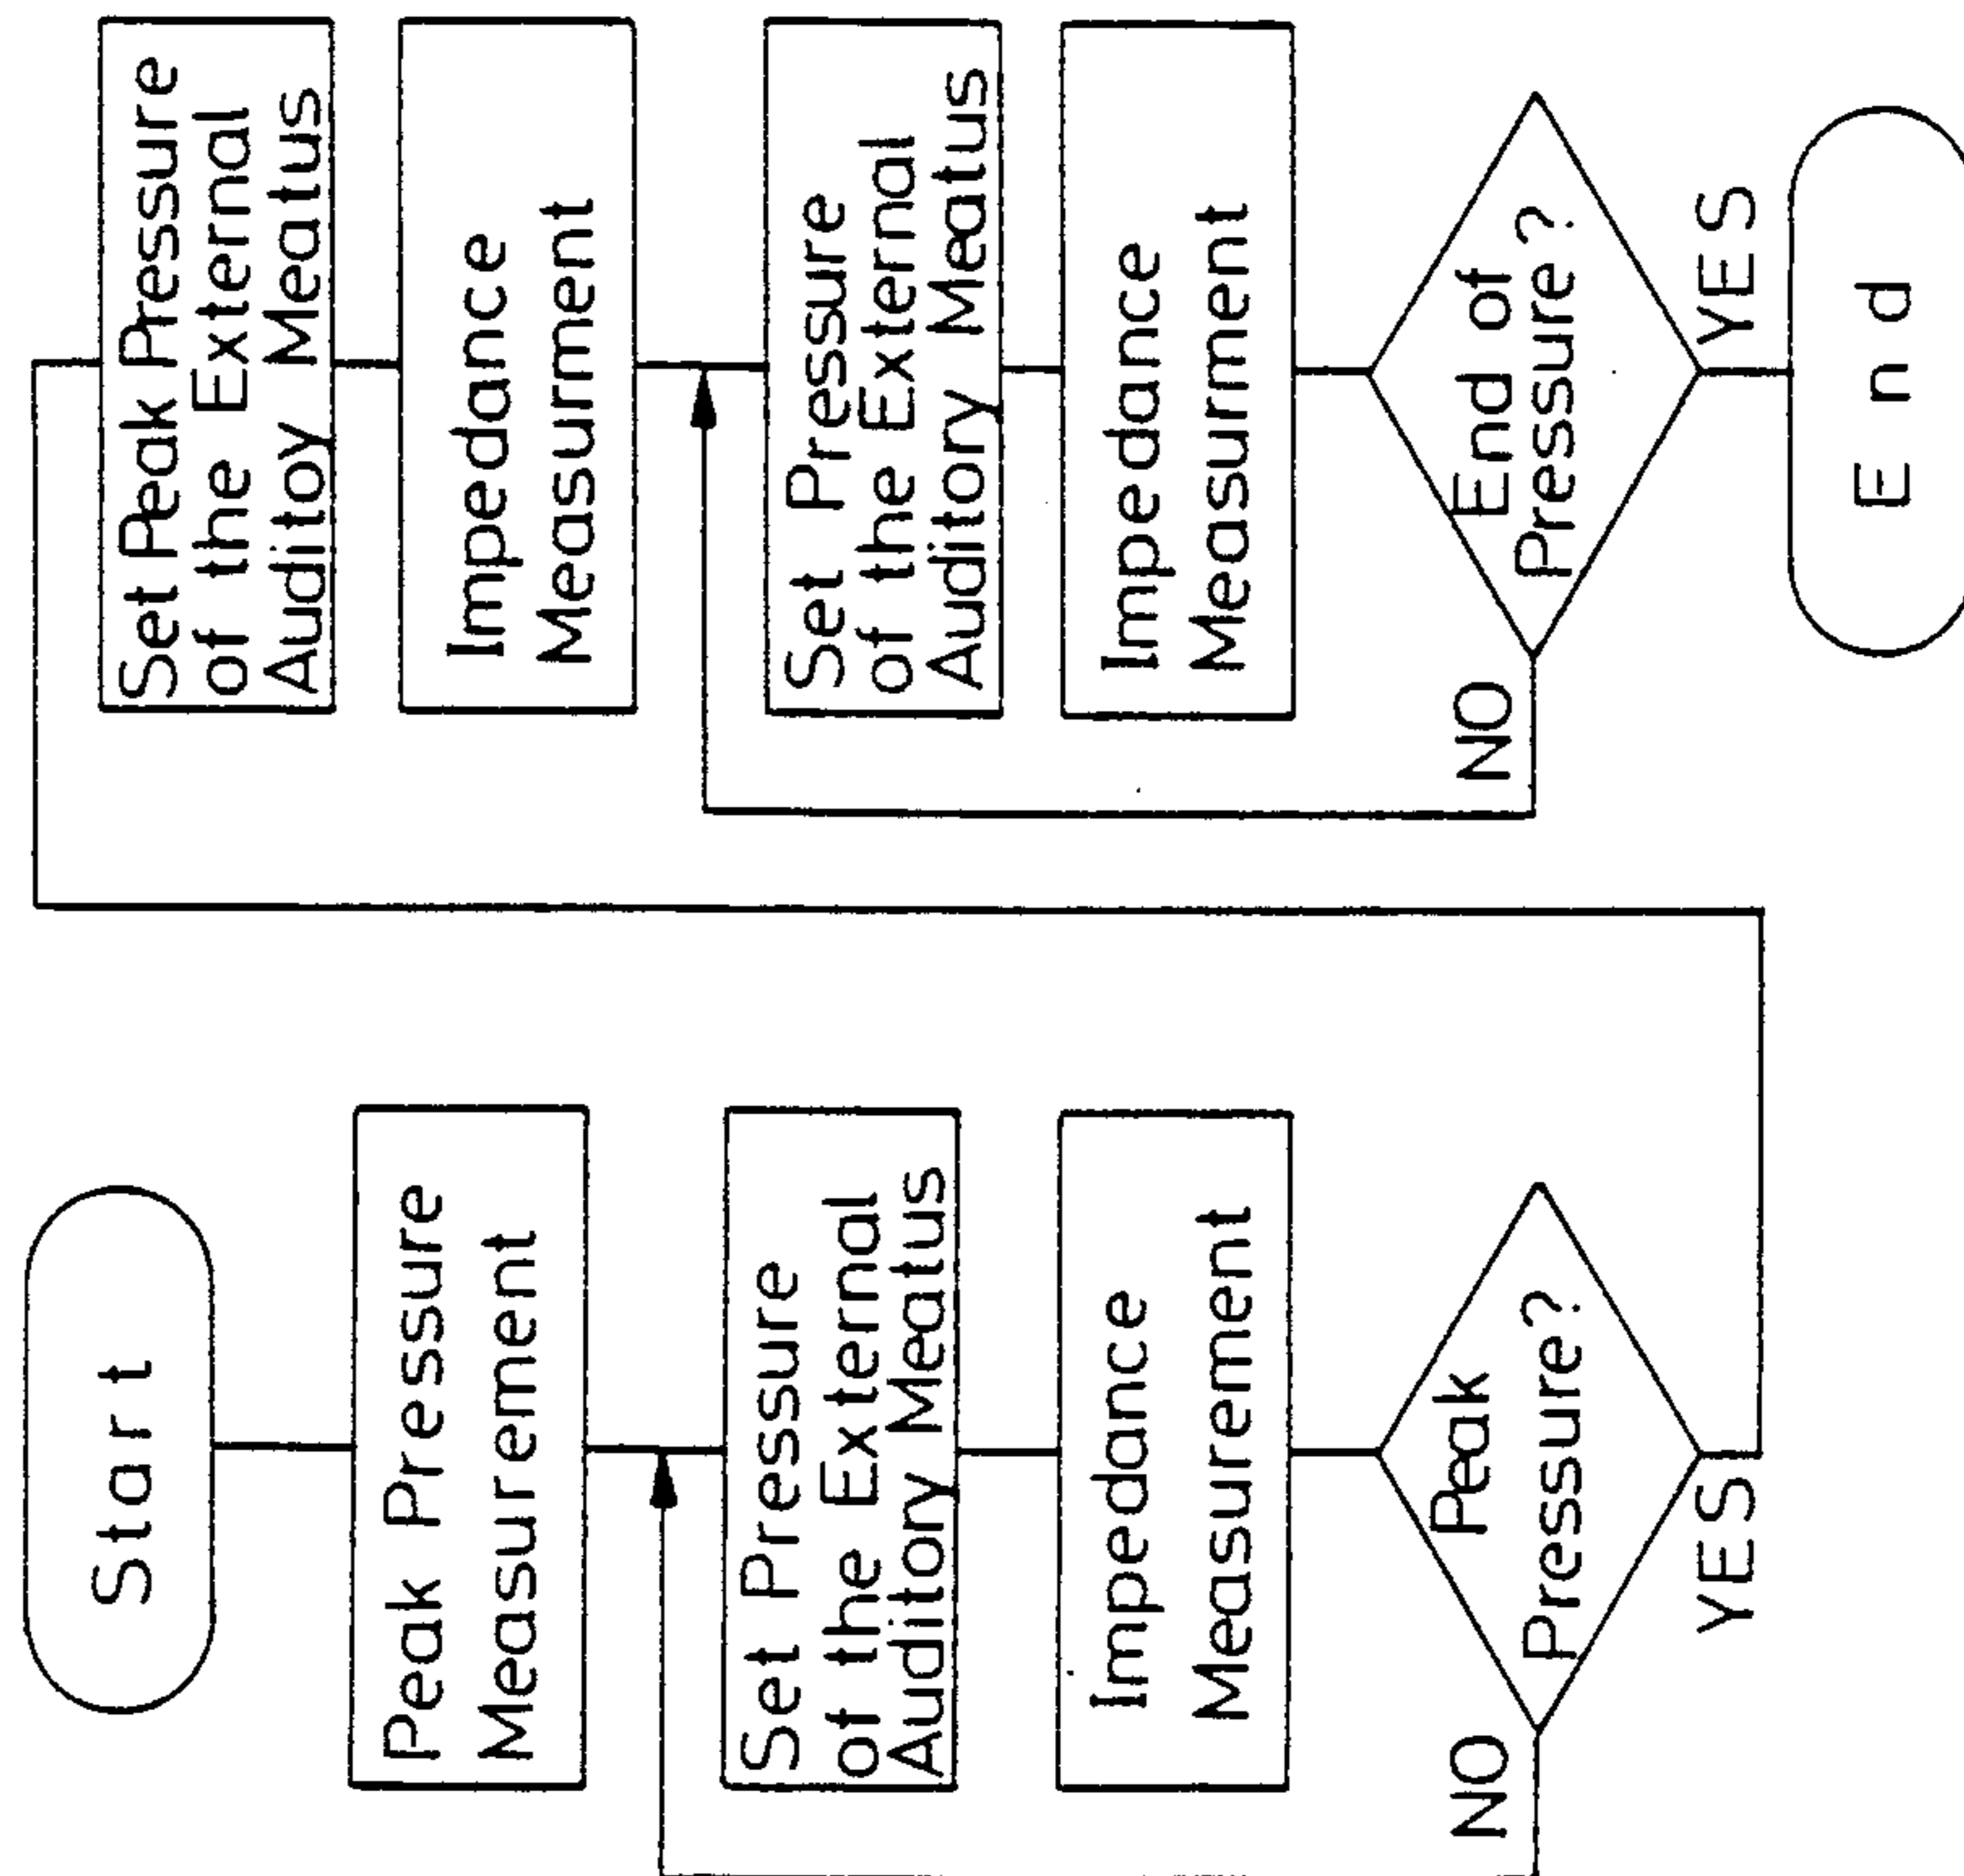 Start
Peak Pressure
Measurement
Set Pressure
of the External
Auditory Meatus
Impedance
Measurement
Peak
Pressure?
NO
YES
Set Peak Pressure
of the External
Auditoy Meatus
Impedance
Measurment
Set Pressure
of the External
Auditory Meatus
Impedance
Measurment
End of
Pressure?
NO
YES
End